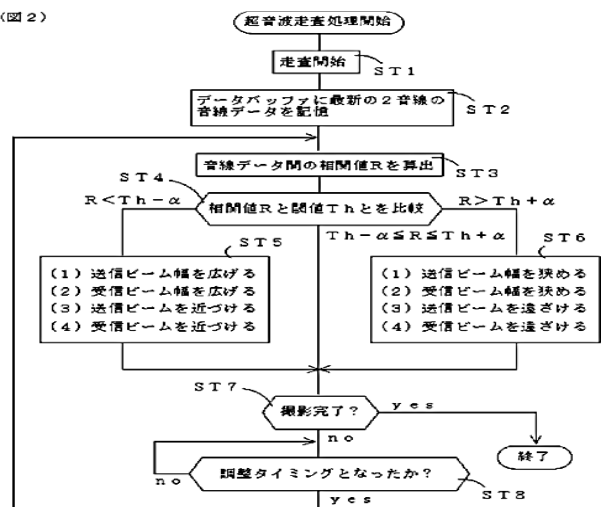 (図2)
超音波走査処理開始
走査開始
ST1
データバッファに最新の2音線の
音線データを記憶
ST2
音線データ間の相関値Rを算出
ST3
ST4
相関値Rと閾値Thとを比較
R<Th-α
R>Th+α
Th-α≦R≦Th+α
ST5
(1)送信ビーム幅を広げる
(2)受信ビーム幅を広げる
(3)送信ビームを近づける
(4)受信ビームを近づける
ST6
(1)送信ビーム幅を狭める
(2)受信ビーム幅を狭める
(3)送信ビームを遠ざける
(4)受信ビームを遠ざける
ST7
撮影完了?
yes
no
終了
調整タイミングとなったか?
no
ST8
yes